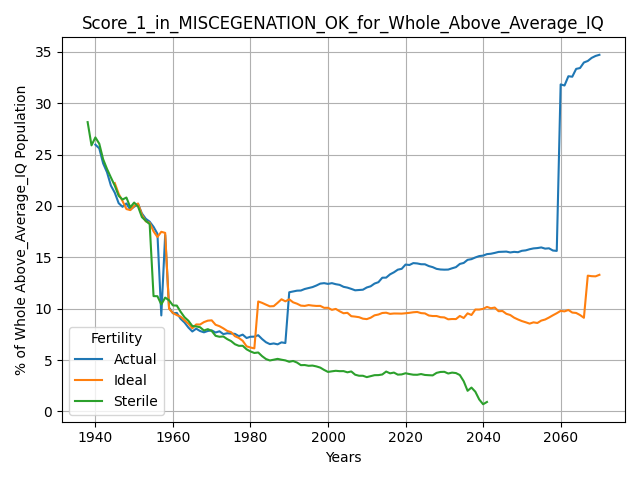 Score_1_in_MISCEGENATION_OK_for_Whole_Above_Average_IQ
% of Whole Above_Average_IQ Population
35
30
25
20
15
10
5
0
Fertility
Actual
Ideal
Sterile
1940 1960 1980 2000 2020 2040 2060
Years